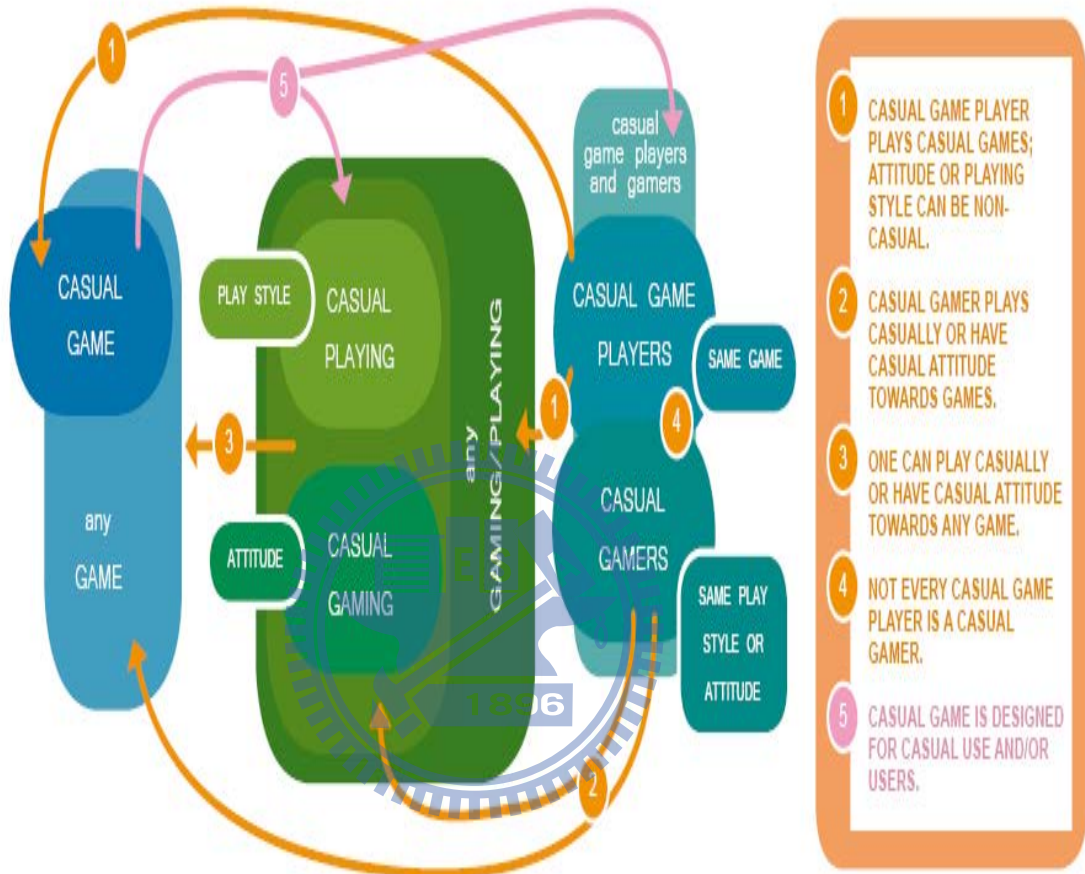 1
5
casual
game players
and gamers
CASUAL
GAME
PLAY STYLE
CASUAL
PLAYING
any
GAMING/PLAYING
CASUAL GAME
PLAYERS
SAME GAME
3
1
4
any
GAME
ATTITUDE
CASUAL
GAMING
CASUAL
GAMERS
SAME PLAY
STYLE OR
ATTITUDE
ES
1896
2
1
CASUAL GAME PLAYER
PLAYS CASUAL GAMES;
ATTITUDE OR PLAYING
STYLE CAN BE NON-
CASUAL.
2
CASUAL GAMER PLAYS
CASUALLY OR HAVE
CASUAL ATTITUDE
TOWARDS GAMES.
3
ONE CAN PLAY CASUALLY
OR HAVE CASUAL ATTITUDE
TOWARDS ANY GAME.
4
NOT EVERY CASUAL GAME
PLAYER IS A CASUAL
GAMER.
5
CASUAL GAME IS DESIGNED
FOR CASUAL USE AND/OR
USERS.